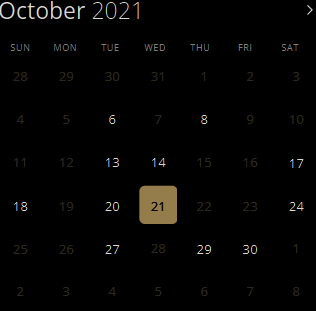 October 2021
SUN MON TUE WED THU FRI SAT
28 29 30 31 1 2 3
4 5 6 7 8 9 10
11 12 13 14 15 16 17
18 19 20 21 22 23 24
25 26 27 28 29 30 1
2 3 4 5 6 7 8